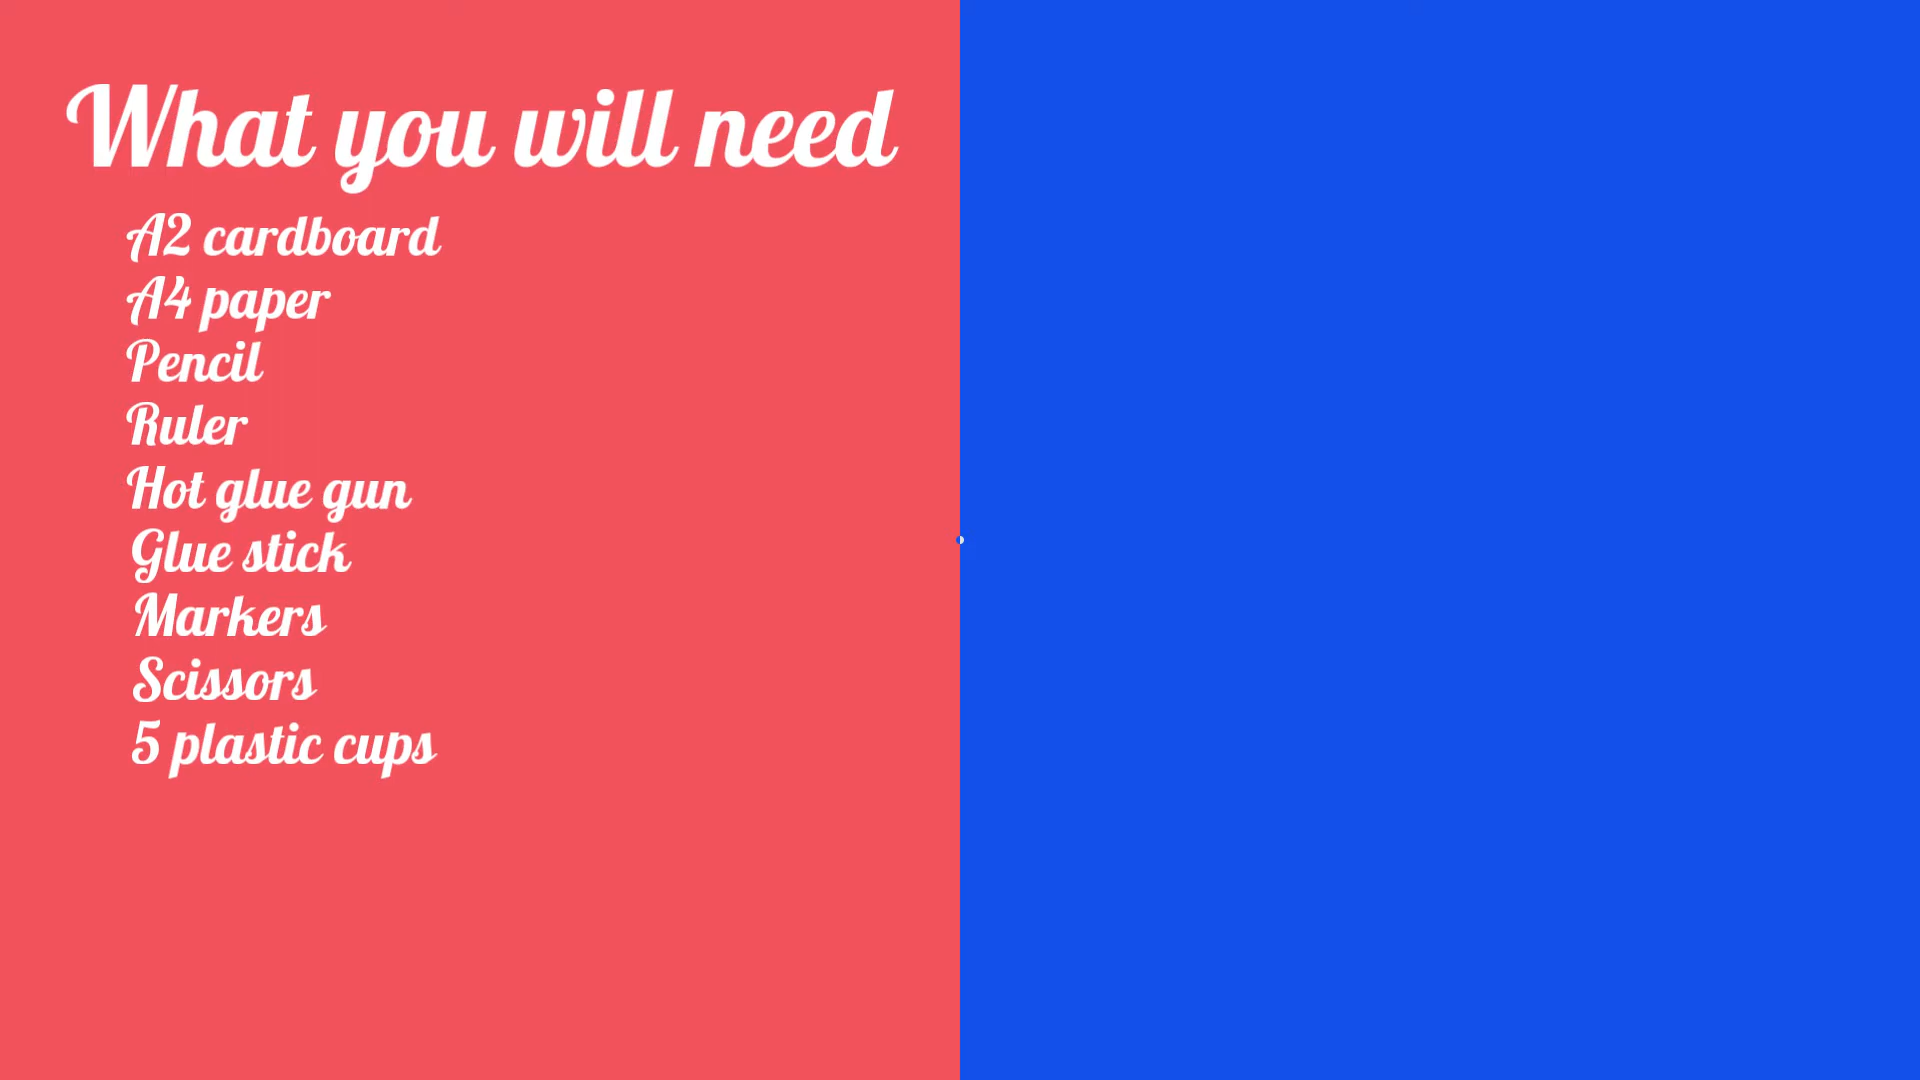 What you will need
A2 cardboard
A4 paper
Pencil
Ruler
Hot glue gun
Glue stick
Markers
Scissors
5 plastic cups